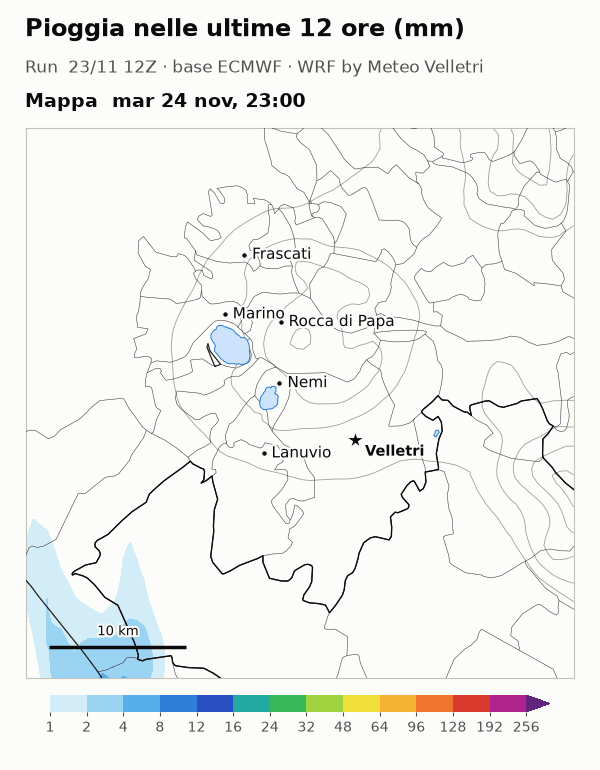 Pioggia nelle ultime 12 ore (mm)
Run  23/11 12Z · base ECMWF · WRF by Meteo Velletri
Mappa  mar 24 nov, 23:00
Frascati
Marino
Rocca di Papa
Nemi
Velletri
Lanuvio
10 km
1 2 4 8 12 16 24 32 48 64 96 128 192 256